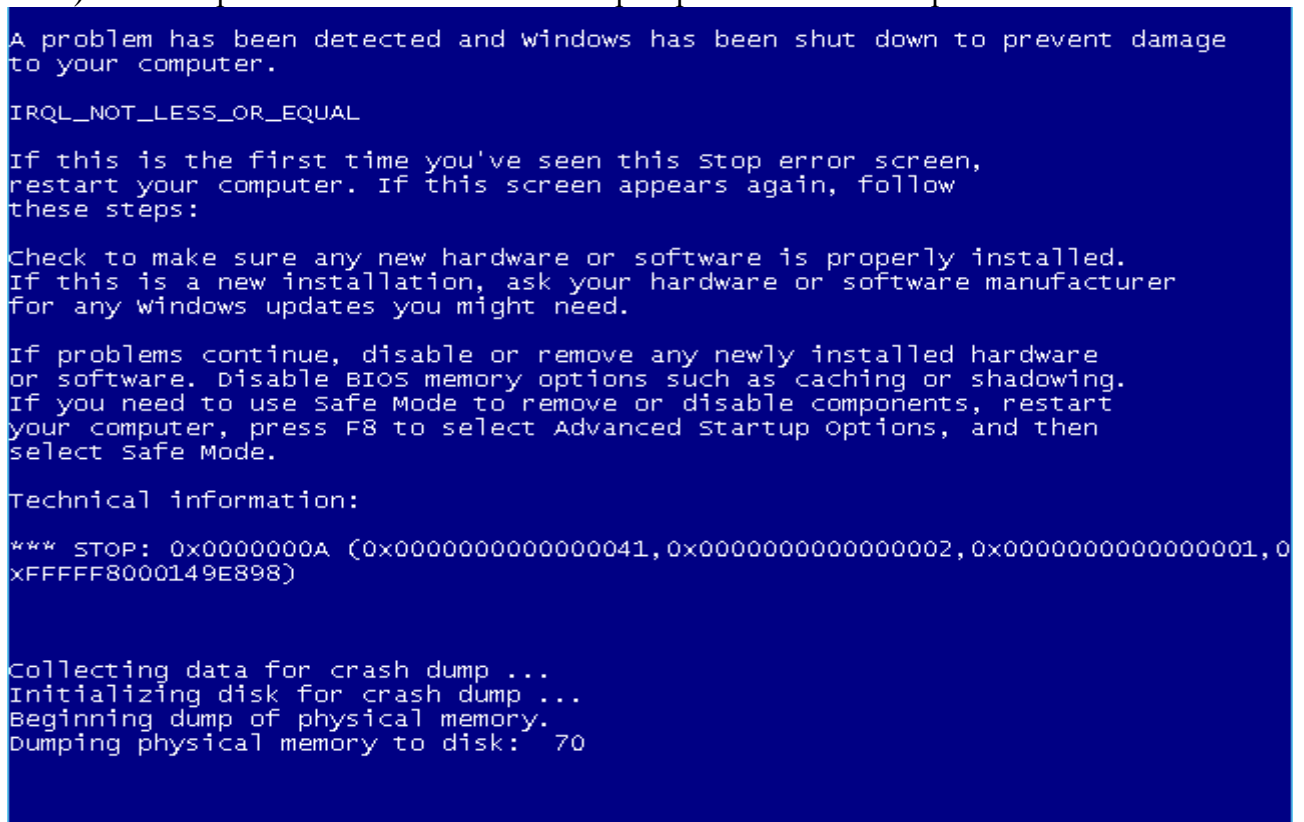 A problem has been detected and Windows has been shut down to prevent damage
to your computer.
IRQL_NOT_LESS_OR_EQUAL
If this is the first time you've seen this Stop error screen,
restart your computer. If this screen appears again, follow
these steps:
Check to make sure any new hardware or software is properly installed.
If this is a new installation, ask your hardware or software manufacturer
for any Windows updates you might need.
If problems continue, disable or remove any newly installed hardware
or software. Disable BIOS memory options such as caching or shadowing.
If you need to use Safe Mode to remove or disable components, restart
your computer, press F8 to select Advanced Startup Options, and then
select Safe Mode.
Technical information:
*** STOP: 0x0000000A (0x0000000000000041,0x0000000000000002,0x0000000000000001,0
xFFFFF8000149E898)
Collecting data for crash dump ...
Initializing disk for crash dump ...
Beginning dump of physical memory.
Dumping physical memory to disk:  70